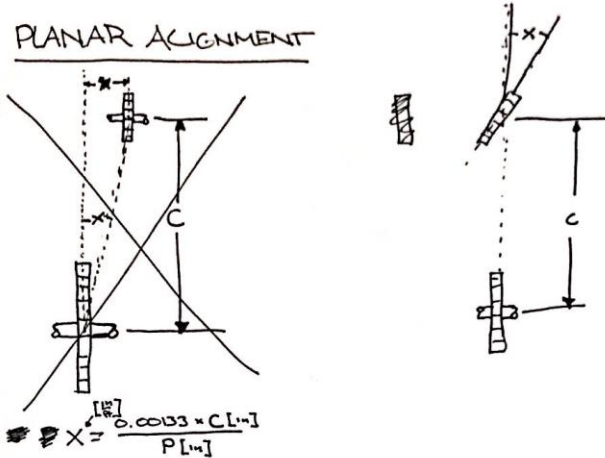 PLANAR ALIGNMENT
x
x
C
X = 0.00133 × C [in]
P [in]
x
C